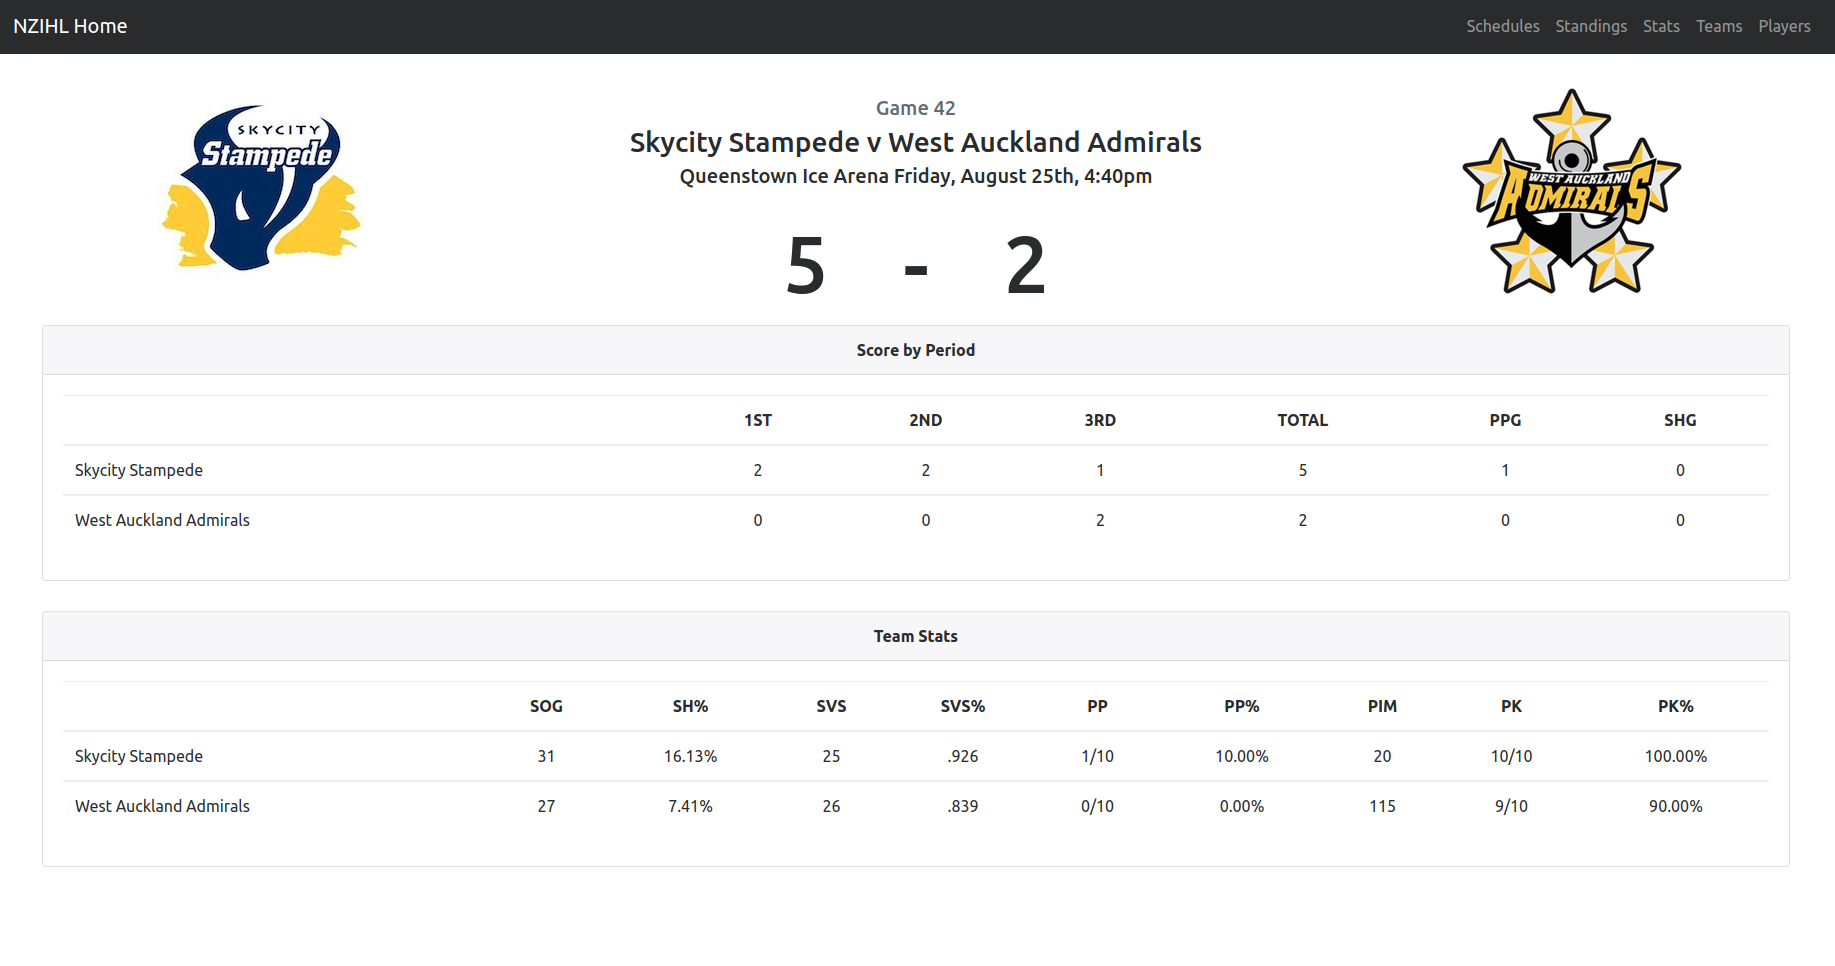 NZIHL Home Schedules Standings Stats Teams Players
SKYCITY
Stampede
Game 42
Skycity Stampede v West Auckland Admirals
Queenstown Ice Arena Friday, August 25th, 4:40pm
5 - 2
WEST AUCKLAND
ADMIRALS
Score by Period
1ST 2ND 3RD TOTAL PPG SHG
Skycity Stampede 2 2 1 5 1 0
West Auckland Admirals 0 0 2 2 0 0
Team Stats
SOG SH% SVS SVS% PP PP% PIM PK PK%
Skycity Stampede 31 16.13% 25 .926 1/10 10.00% 20 10/10 100.00%
West Auckland Admirals 27 7.41% 26 .839 0/10 0.00% 115 9/10 90.00%